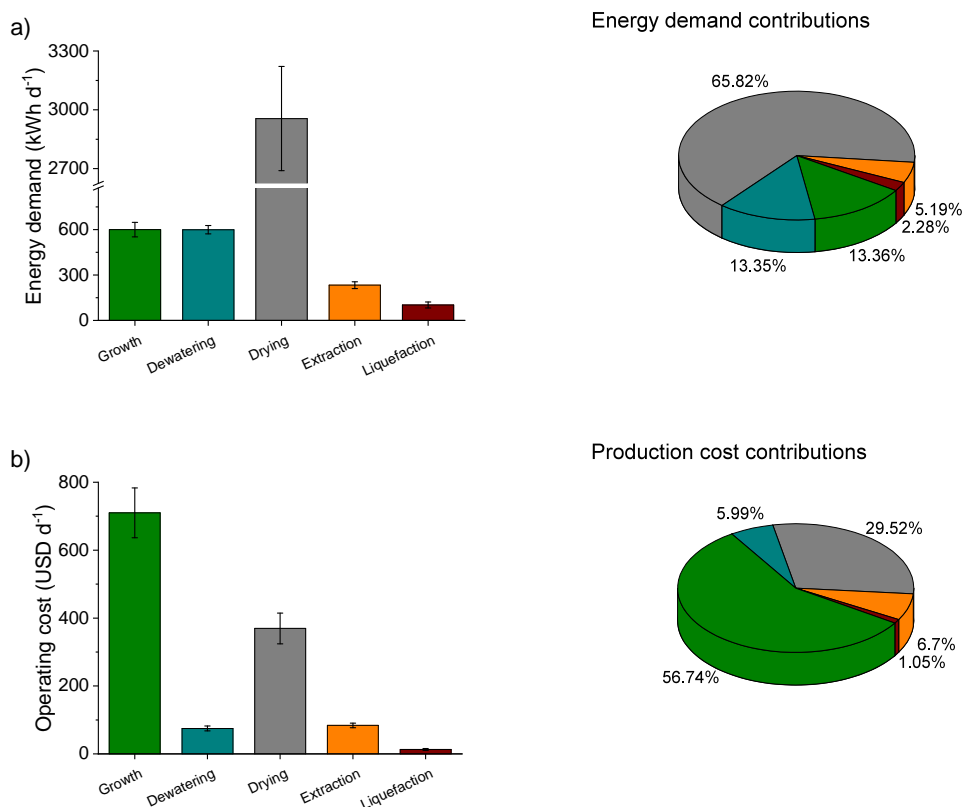 a)
Energy demand (kWh d⁻¹)
3300
3000
2700
600
300
0
Growth
Dewatering
Drying
Extraction
Liquefaction
Energy demand contributions
65.82%
5.19%
2.28%
13.35%
13.36%
b)
Operating cost (USD d⁻¹)
800
600
400
200
0
Growth
Dewatering
Drying
Extraction
Liquefaction
Production cost contributions
5.99%
29.52%
6.7%
1.05%
56.74%